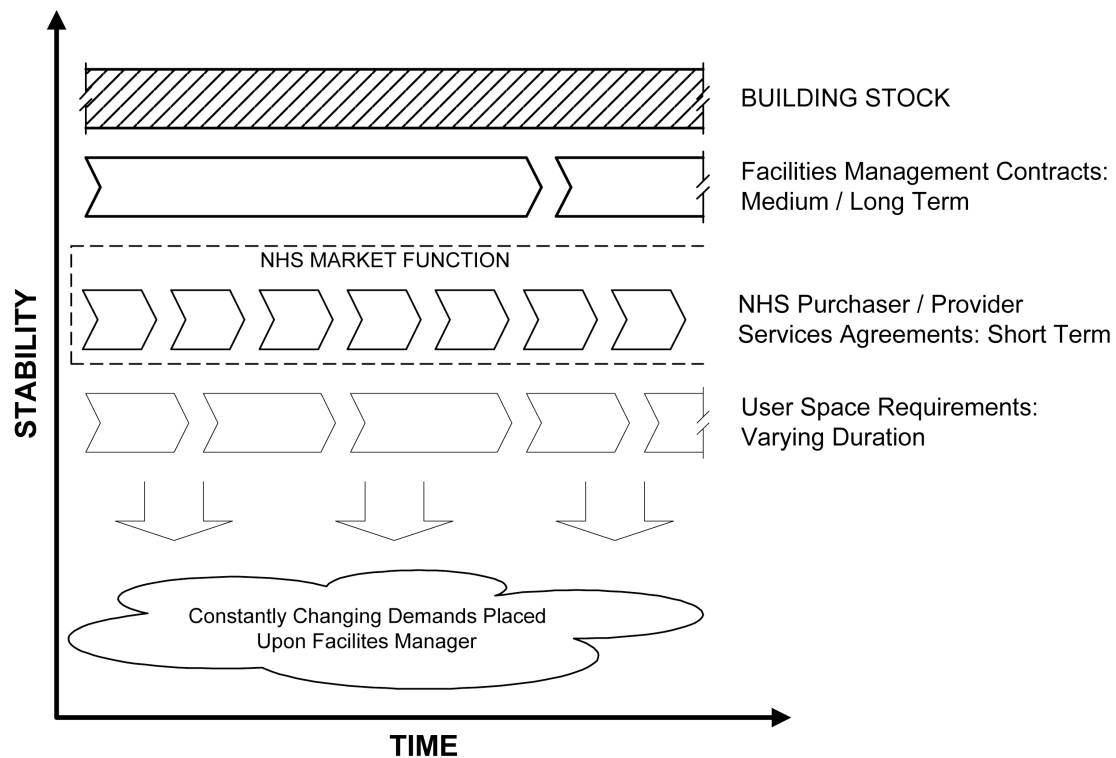 BUILDING STOCK
Facilities Management Contracts:
Medium / Long Term
NHS MARKET FUNCTION
NHS Purchaser / Provider
Services Agreements: Short Term
User Space Requirements:
Varying Duration
Constantly Changing Demands Placed
Upon Facilites Manager
STABILITY
TIME